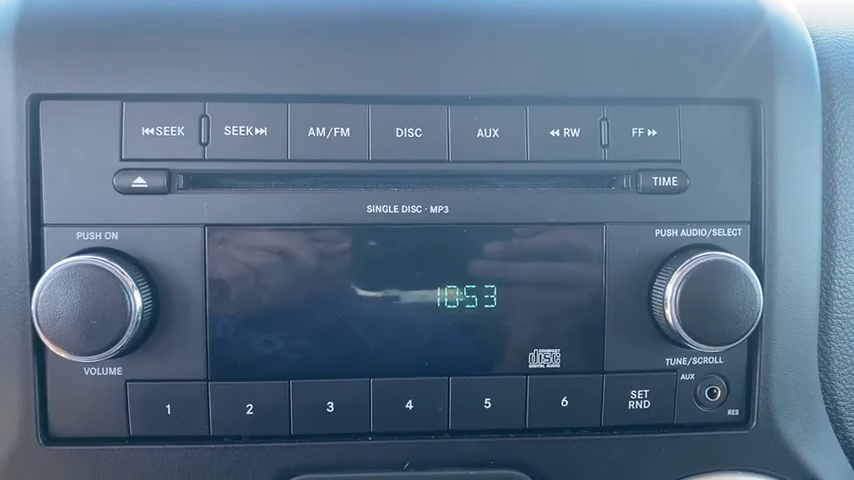 ⏮SEEK SEEK⏭ AM/FM DISC AUX ◀◀ RW FF ▶▶
TIME
SINGLE DISC · MP3
PUSH ON
PUSH AUDIO/SELECT
10:53
COMPACT
disc
DIGITAL AUDIO
VOLUME
TUNE/SCROLL
AUX
1 2 3 4 5 6 SET
RND
RES